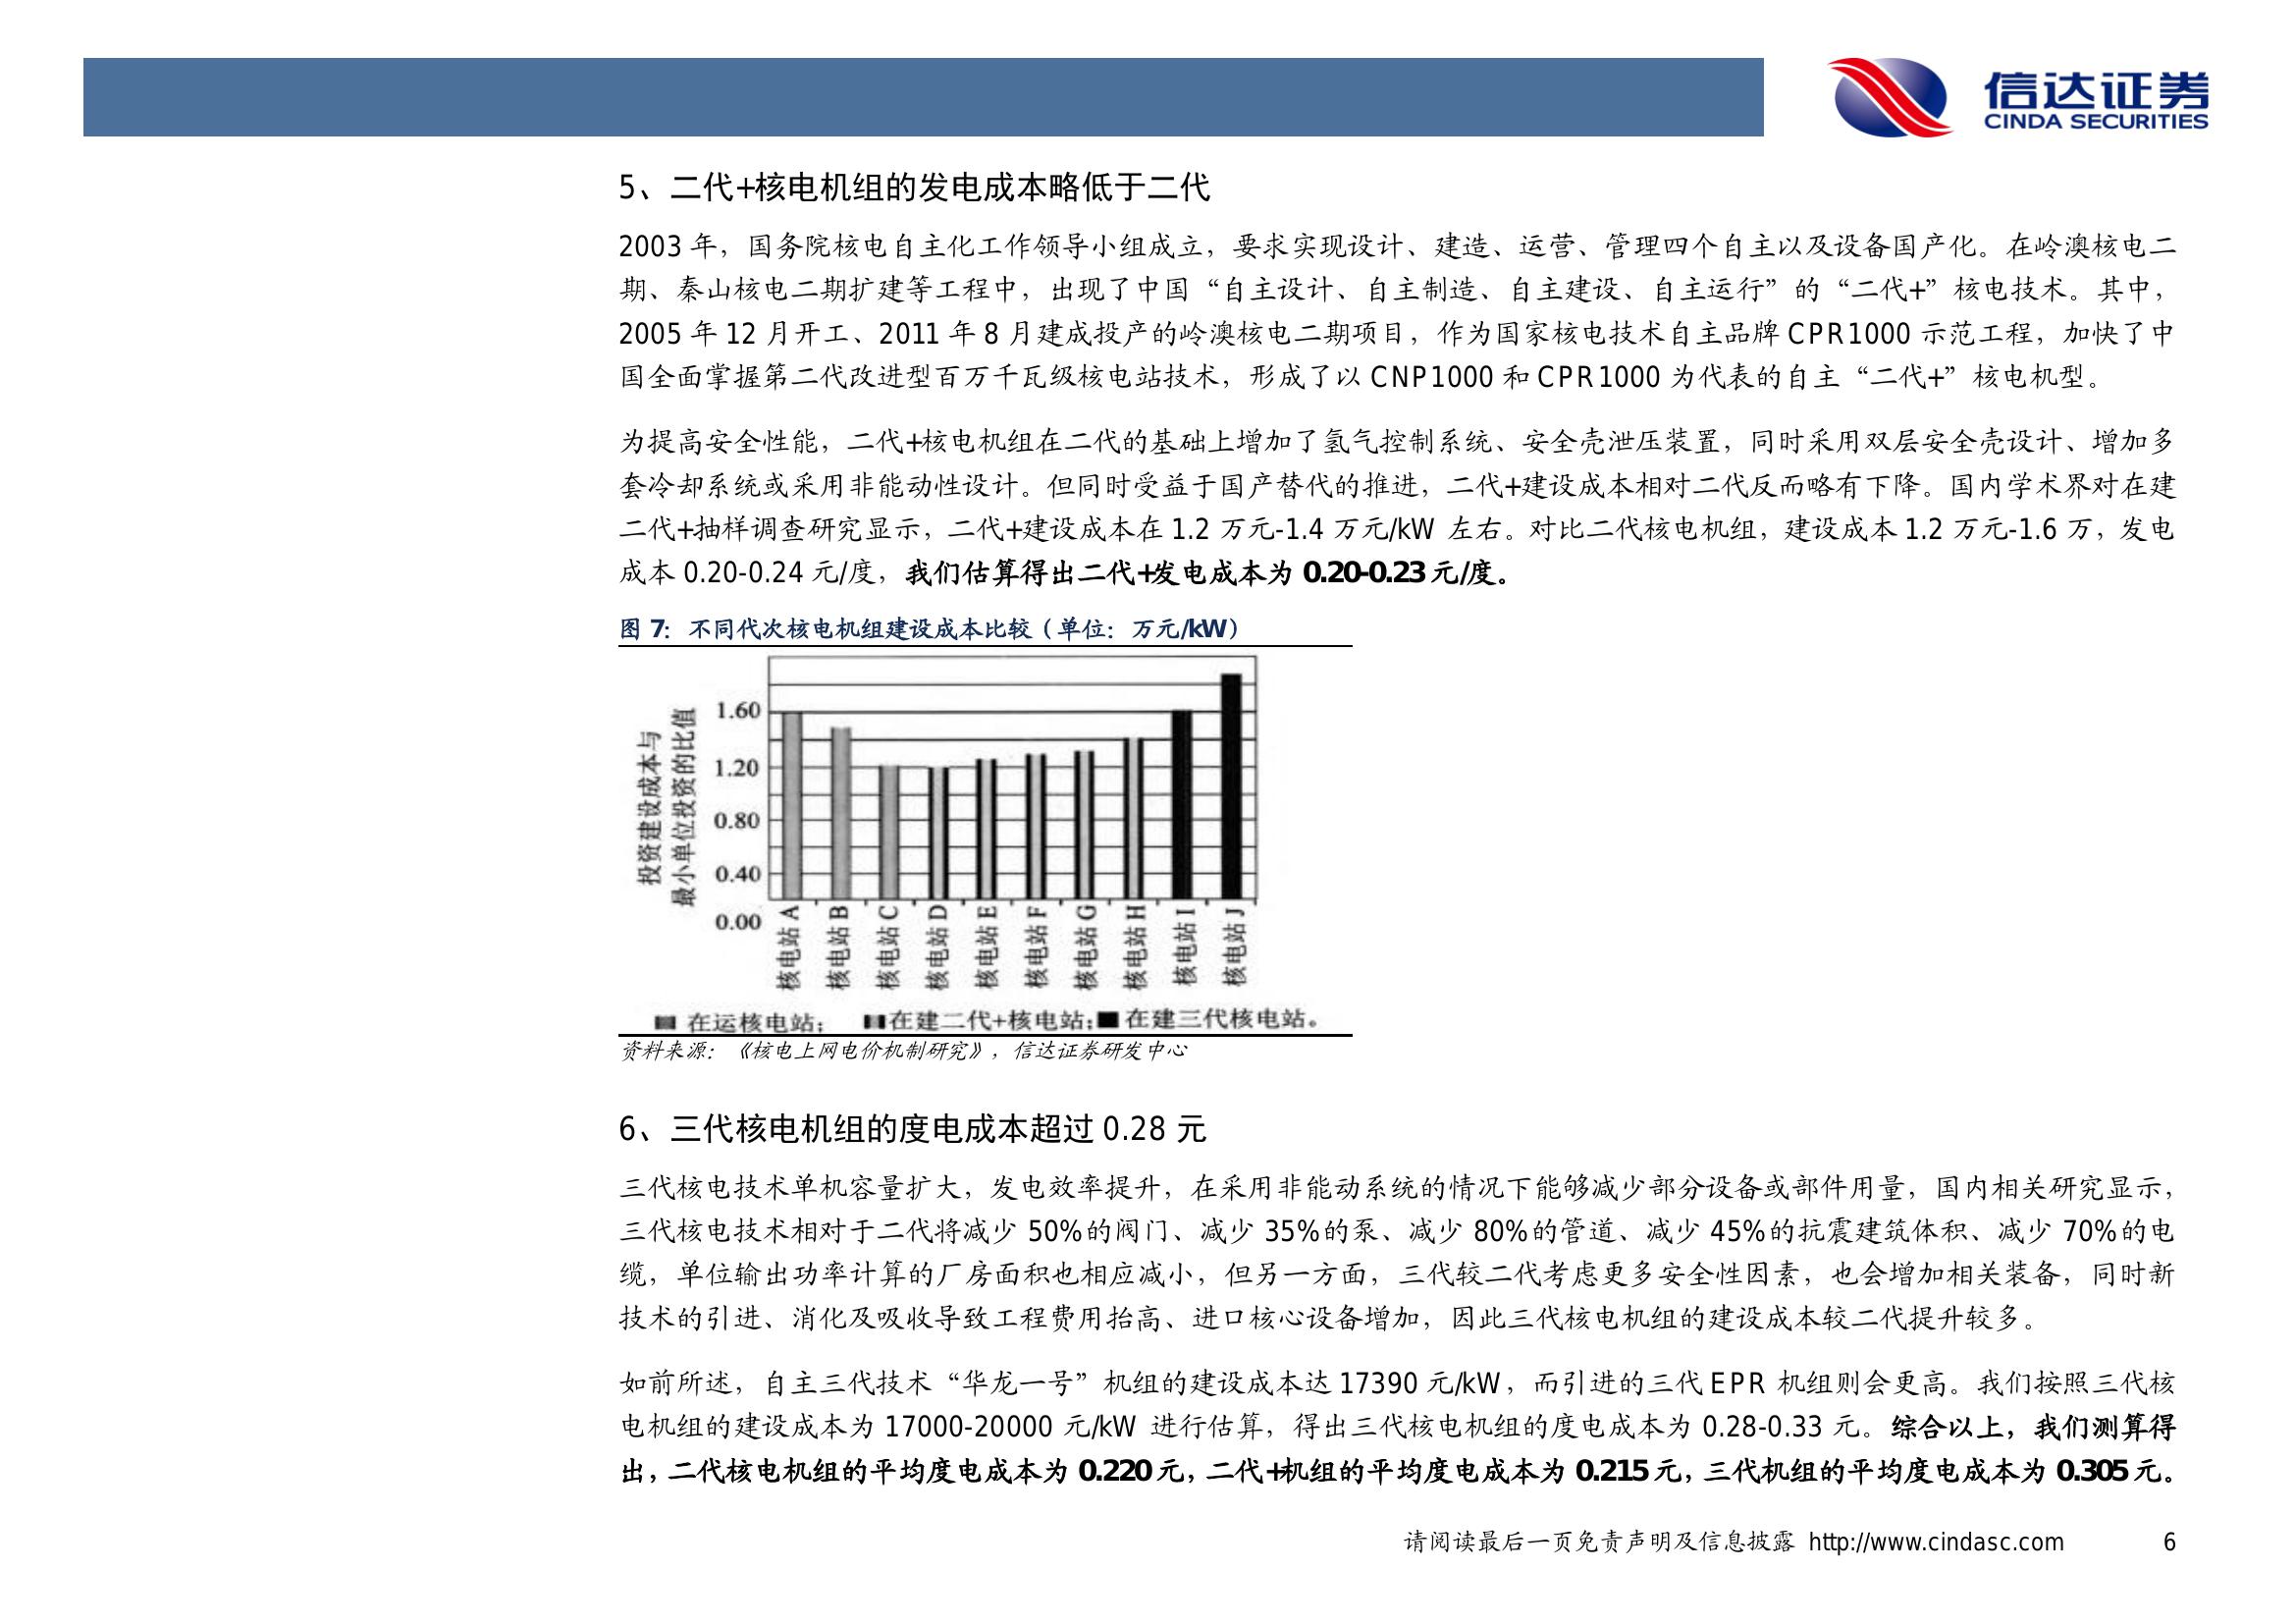 信达证券
CINDA SECURITIES
5、二代+核电机组的发电成本略低于二代
2003 年，国务院核电自主化工作领导小组成立，要求实现设计、建造、运营、管理四个自主以及设备国产化。在岭澳核电二
期、秦山核电二期扩建等工程中，出现了中国“自主设计、自主制造、自主建设、自主运行”的“二代+”核电技术。其中，
2005 年 12 月开工、2011 年 8 月建成投产的岭澳核电二期项目，作为国家核电技术自主品牌 CPR1000 示范工程，加快了中
国全面掌握第二代改进型百万千瓦级核电站技术，形成了以 CNP1000 和 CPR1000 为代表的自主“二代+”核电机型。
为提高安全性能，二代+核电机组在二代的基础上增加了氢气控制系统、安全壳泄压装置，同时采用双层安全壳设计、增加多
套冷却系统或采用非能动性设计。但同时受益于国产替代的推进，二代+建设成本相对二代反而略有下降。国内学术界对在建
二代+抽样调查研究显示，二代+建设成本在 1.2 万元-1.4 万元/kW 左右。对比二代核电机组，建设成本 1.2 万元-1.6 万，发电
成本 0.20-0.24 元/度，我们估算得出二代+发电成本为 0.20-0.23 元/度。
图 7：不同代次核电机组建设成本比较（单位：万元/kW）
投资建设成本与
最小单位投资的比值
1.60
1.20
0.80
0.40
0.00
核电站 A
核电站 B
核电站 C
核电站 D
核电站 E
核电站 F
核电站 G
核电站 H
核电站 I
核电站 J
在运核电站； 在建二代+核电站； 在建三代核电站。
资料来源：《核电上网电价机制研究》，信达证券研发中心
6、三代核电机组的度电成本超过 0.28 元
三代核电技术单机容量扩大，发电效率提升，在采用非能动系统的情况下能够减少部分设备或部件用量，国内相关研究显示，
三代核电技术相对于二代将减少 50%的阀门、减少 35%的泵、减少 80%的管道、减少 45%的抗震建筑体积、减少 70%的电
缆，单位输出功率计算的厂房面积也相应减小，但另一方面，三代较二代考虑更多安全性因素，也会增加相关装备，同时新
技术的引进、消化及吸收导致工程费用抬高、进口核心设备增加，因此三代核电机组的建设成本较二代提升较多。
如前所述，自主三代技术“华龙一号”机组的建设成本达 17390 元/kW，而引进的三代 EPR 机组则会更高。我们按照三代核
电机组的建设成本为 17000-20000 元/kW 进行估算，得出三代核电机组的度电成本为 0.28-0.33 元。综合以上，我们测算得
出，二代核电机组的平均度电成本为 0.220 元，二代+机组的平均度电成本为 0.215 元，三代机组的平均度电成本为 0.305 元。
请阅读最后一页免责声明及信息披露 http://www.cindasc.com 6